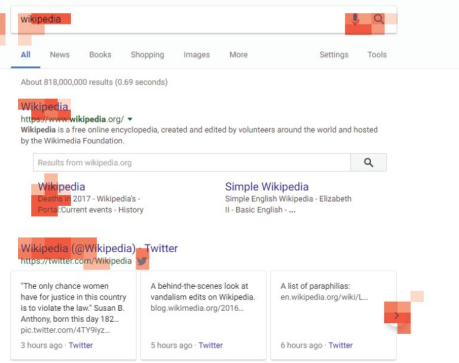 wikipedia
All News Books Shopping Images More Settings Tools
About 818,000,000 results (0.69 seconds)
Wikipedia
https://www.wikipedia.org/
Wikipedia is a free online encyclopedia, created and edited by volunteers around the world and hosted
by the Wikimedia Foundation.
Results from wikipedia.org
Wikipedia
Deaths in 2017 - Wikipedia's -
Portal:Current events - History
Simple Wikipedia
Simple English Wikipedia - Elizabeth
II - Basic English - ...
Wikipedia (@Wikipedia) · Twitter
https://twitter.com/Wikipedia
"The only chance women
have for justice in this country
is to violate the law." Susan B.
Anthony, born this day 182...
pic.twitter.com/4TY9iyz...
3 hours ago · Twitter
A behind-the-scenes look at
vandalism edits on Wikipedia.
blog.wikimedia.org/2016...
5 hours ago · Twitter
A list of paraphilias:
en.wikipedia.org/wiki/L...
6 hours ago · Twitter